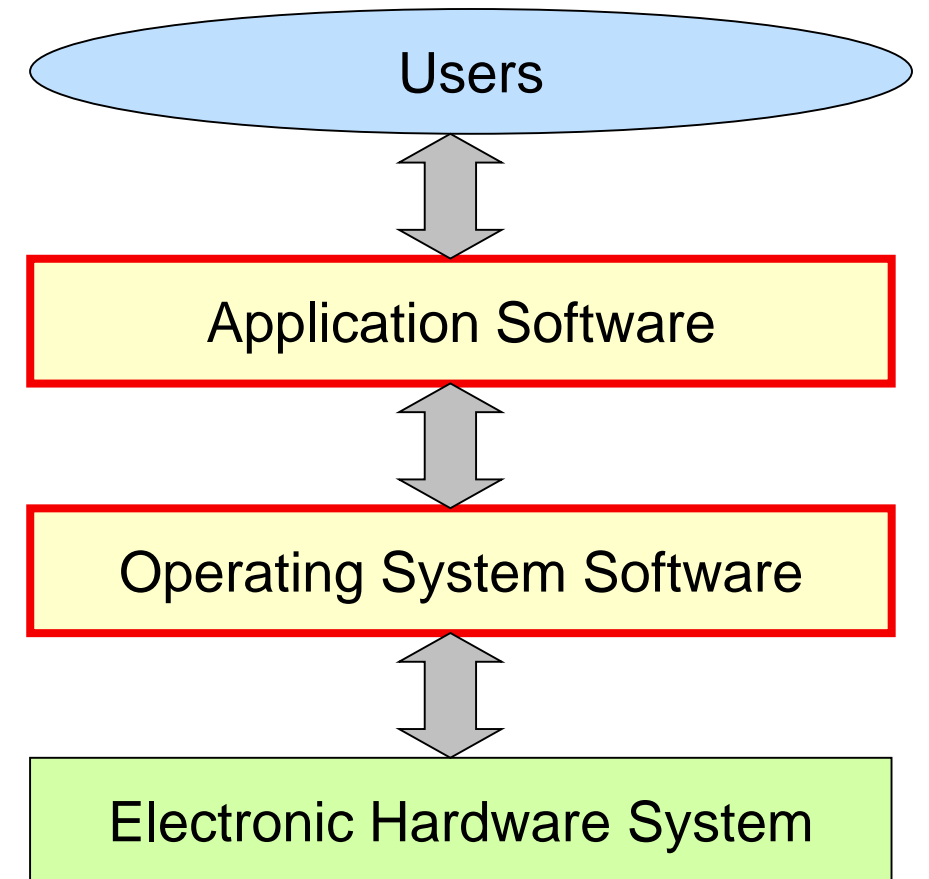 Users
Application Software
Operating System Software
Electronic Hardware System